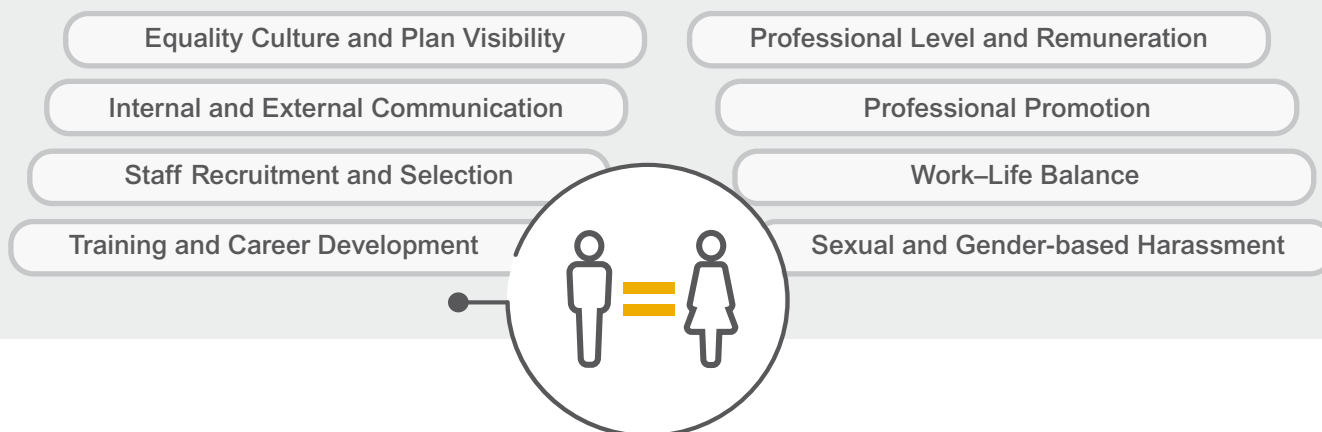 Equality Culture and Plan Visibility
Internal and External Communication
Staff Recruitment and Selection
Training and Career Development
Professional Level and Remuneration
Professional Promotion
Work–Life Balance
Sexual and Gender-based Harassment